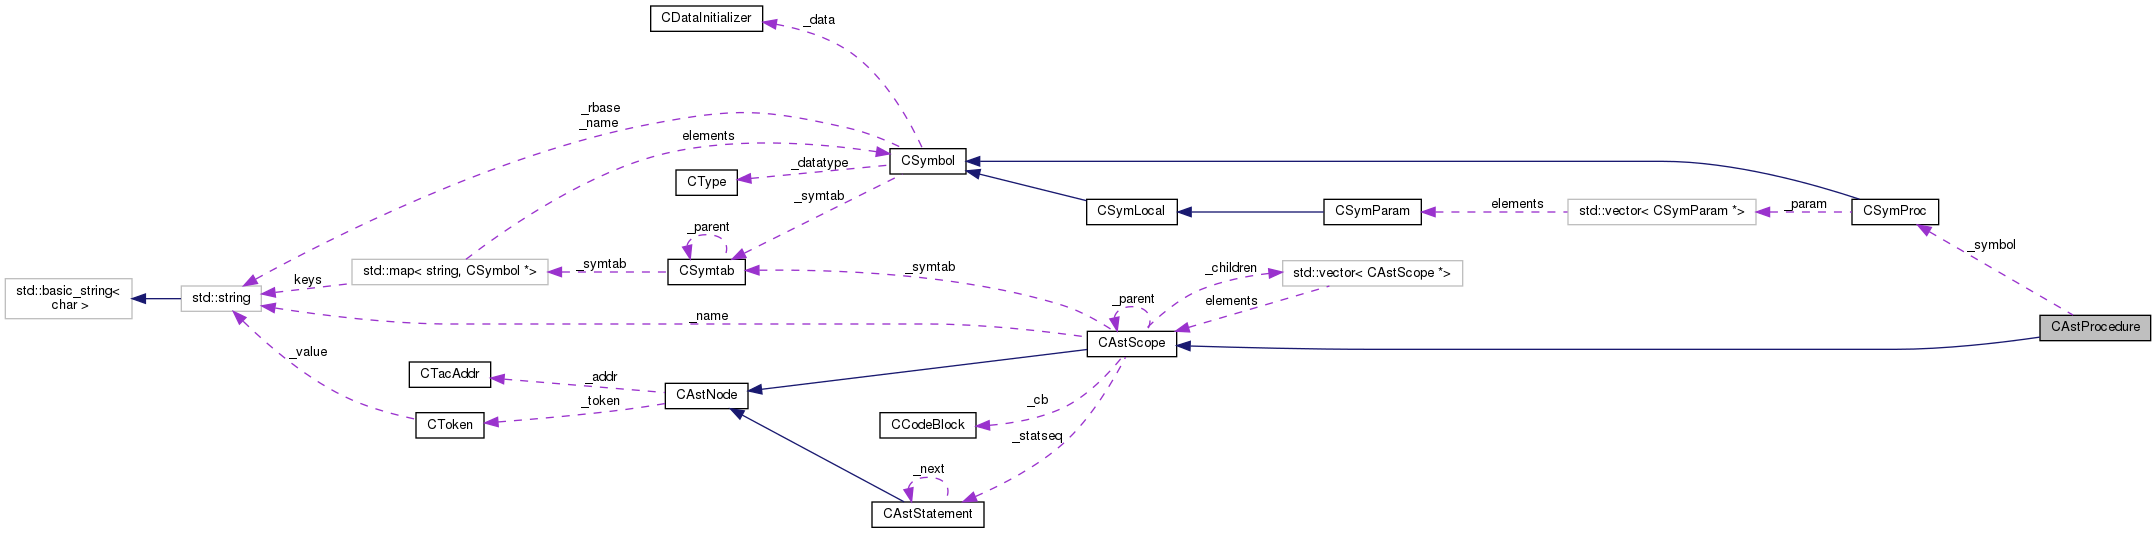 CDataInitializer
_data
_rbase
_name
elements
CSymbol
_datatype
CType
_symtab
CSymLocal
CSymParam
elements
std::vector< CSymParam *>
_param
CSymProc
_parent
_symbol
std::map< string, CSymbol *>
_symtab
CSymtab
_symtab
_children
std::vector< CAstScope *>
keys
std::basic_string<
char >
std::string
_parent
elements
_name
CAstProcedure
CAstScope
_value
CTacAddr
_addr
CAstNode
_token
CToken
_cb
CCodeBlock
_statseq
_next
CAstStatement